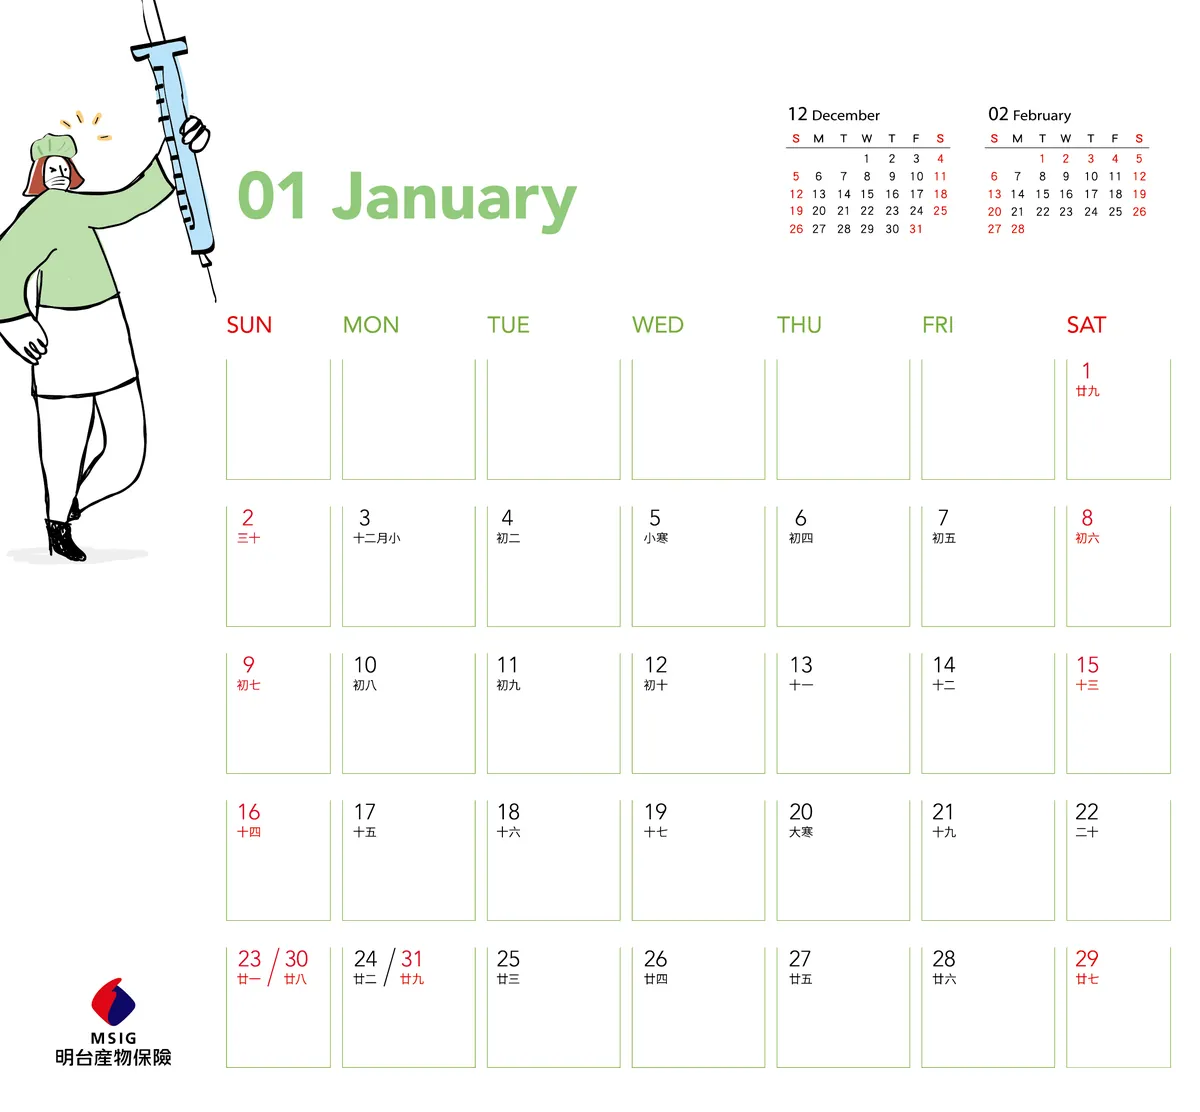 12 December
S M T W T F S
1 2 3 4
5 6 7 8 9 10 11
12 13 14 15 16 17 18
19 20 21 22 23 24 25
26 27 28 29 30 31
02 February
S M T W T F S
1 2 3 4 5
6 7 8 9 10 11 12
13 14 15 16 17 18 19
20 21 22 23 24 25 26
27 28
01 January
SUN MON TUE WED THU FRI SAT
1
廿九
2 3 4 5 6 7 8
三十 十二月小 初二 小寒 初四 初五 初六
9 10 11 12 13 14 15
初七 初八 初九 初十 十一 十二 十三
16 17 18 19 20 21 22
十四 十五 十六 十七 大寒 十九 二十
23/30 24/31 25 26 27 28 29
廿一 廿八 廿二 廿九 廿三 廿四 廿五 廿六 廿七
MSIG
明台産物保險